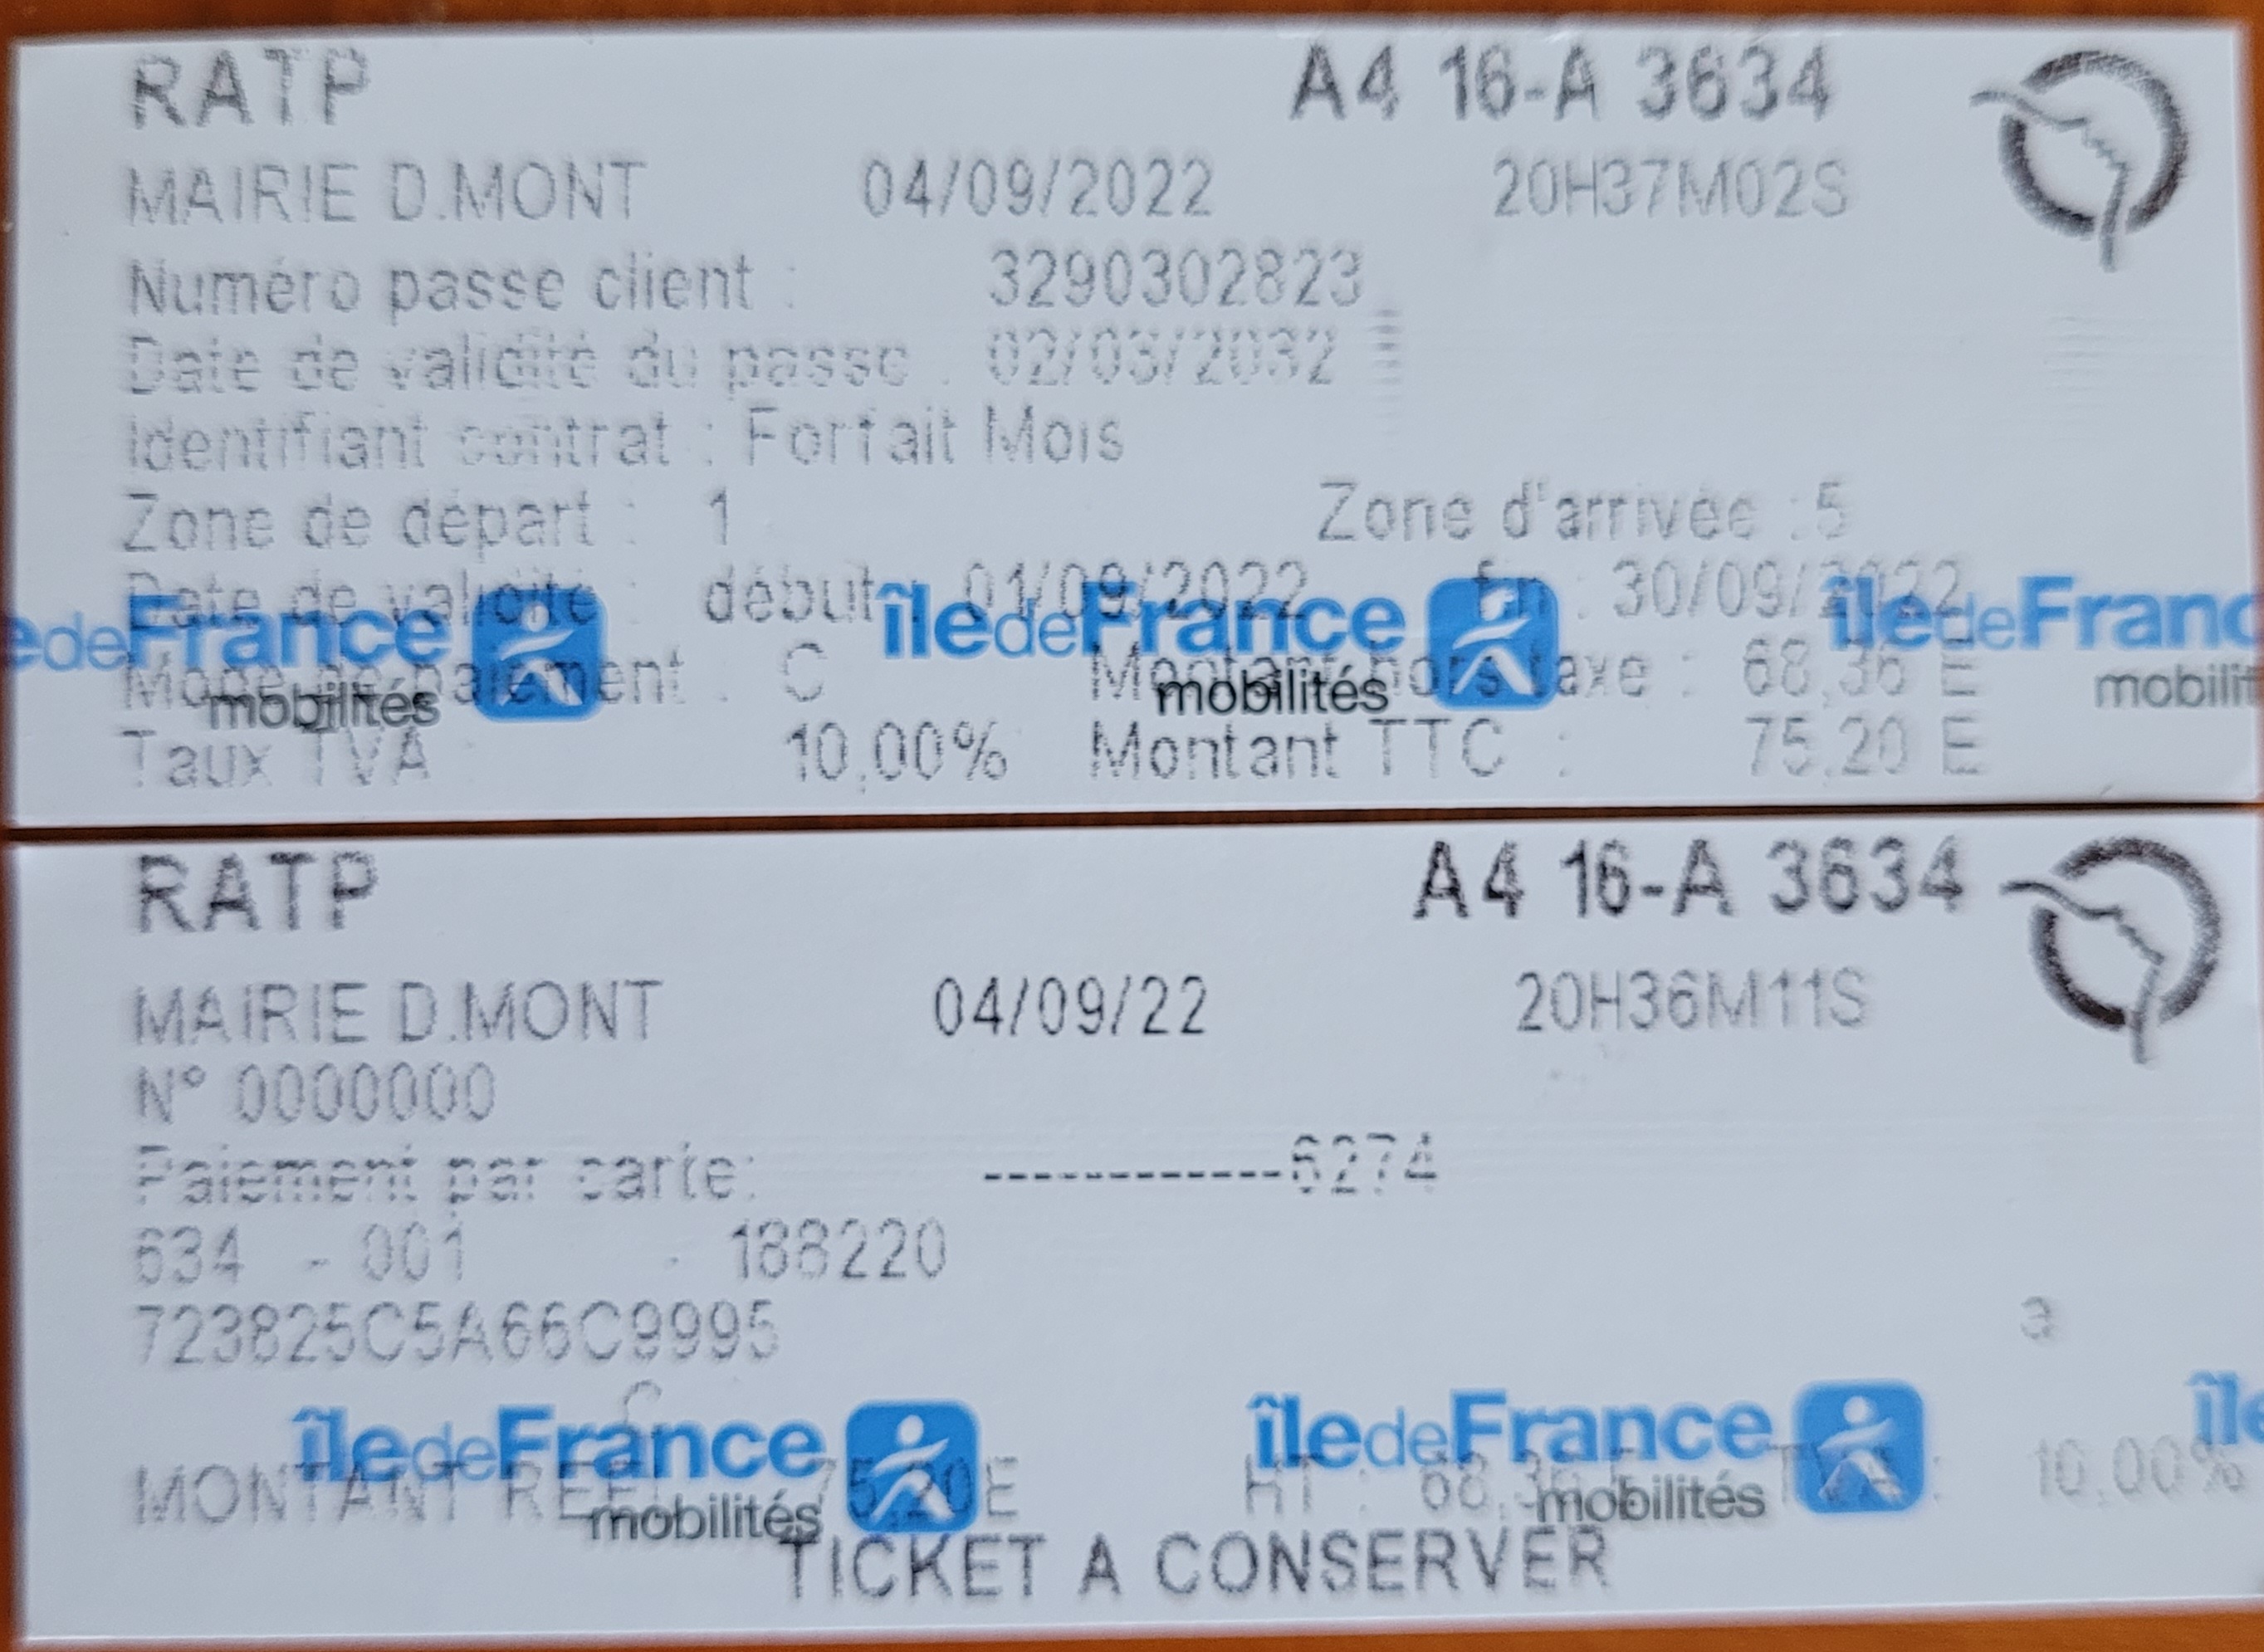 RATP A4 16-A 3634
MAIRIE D.MONT 04/09/2022 20H37M02S
Numéro passe client : 3290302823
Date de validité du passe : 02/03/2032
Identifiant contrat : Forfait Mois
Zone de départ : 1 Zone d'arrivée :5
Date de validité : début : 01/09/2022 fin : 30/09/2022
îledeFrance îledeFrance îledeFranc
Mode de paiement : C Montant hors taxe : 68,36 E
mobilités mobilités mobilit
Taux TVA 10,00% Montant TTC : 75,20 E
RATP A4 16-A 3634
MAIRIE D.MONT 04/09/22 20H36M11S
N° 0000000
Paiement par carte: ------------6274
634 - 001 - 188220
723825C5A66C9995
îledeFrance îledeFrance île
MONTANT REEL 75,20E HT : 68,36 E TVA : 10,00%
mobilités mobilités
TICKET A CONSERVER